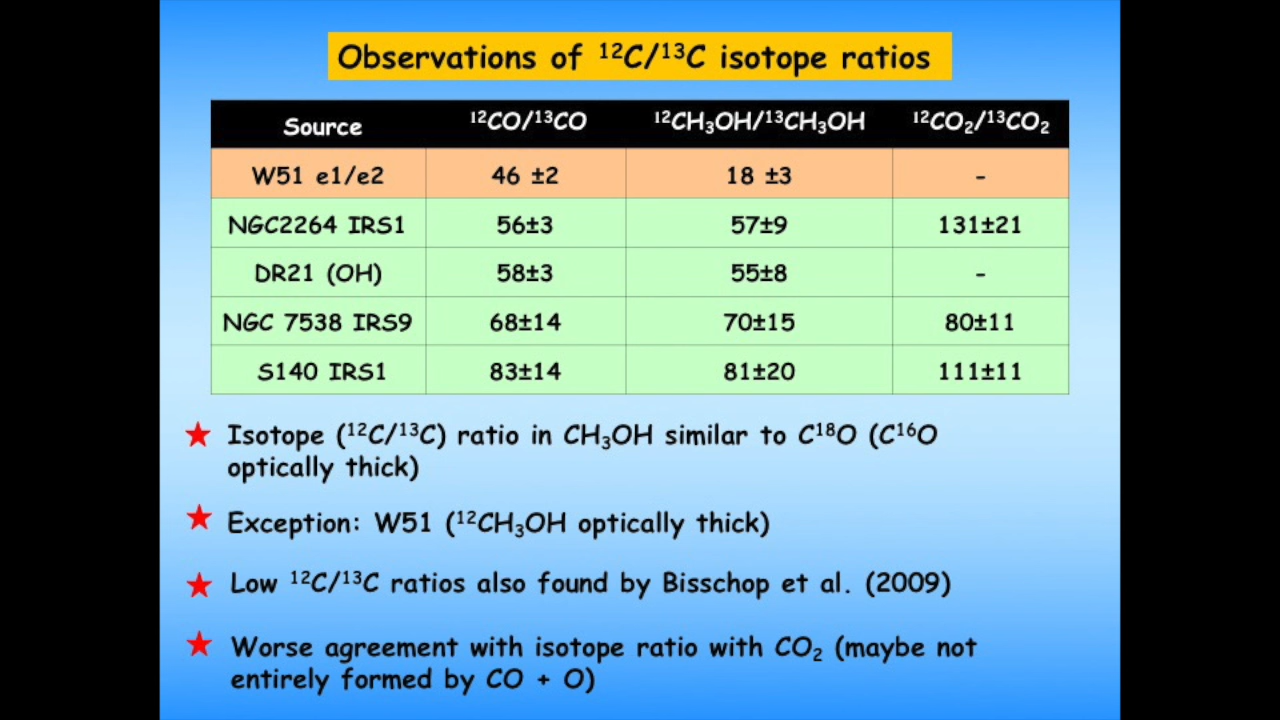 Observations of ¹²C/¹³C isotope ratios
Source ¹²CO/¹³CO ¹²CH₃OH/¹³CH₃OH ¹²CO₂/¹³CO₂
W51 e1/e2 46 ±2 18 ±3 -
NGC2264 IRS1 56±3 57±9 131±21
DR21 (OH) 58±3 55±8 -
NGC 7538 IRS9 68±14 70±15 80±11
S140 IRS1 83±14 81±20 111±11
Isotope (¹²C/¹³C) ratio in CH₃OH similar to C¹⁸O (C¹⁶O
optically thick)
Exception: W51 (¹²CH₃OH optically thick)
Low ¹²C/¹³C ratios also found by Bisschop et al. (2009)
Worse agreement with isotope ratio with CO₂ (maybe not
entirely formed by CO + O)